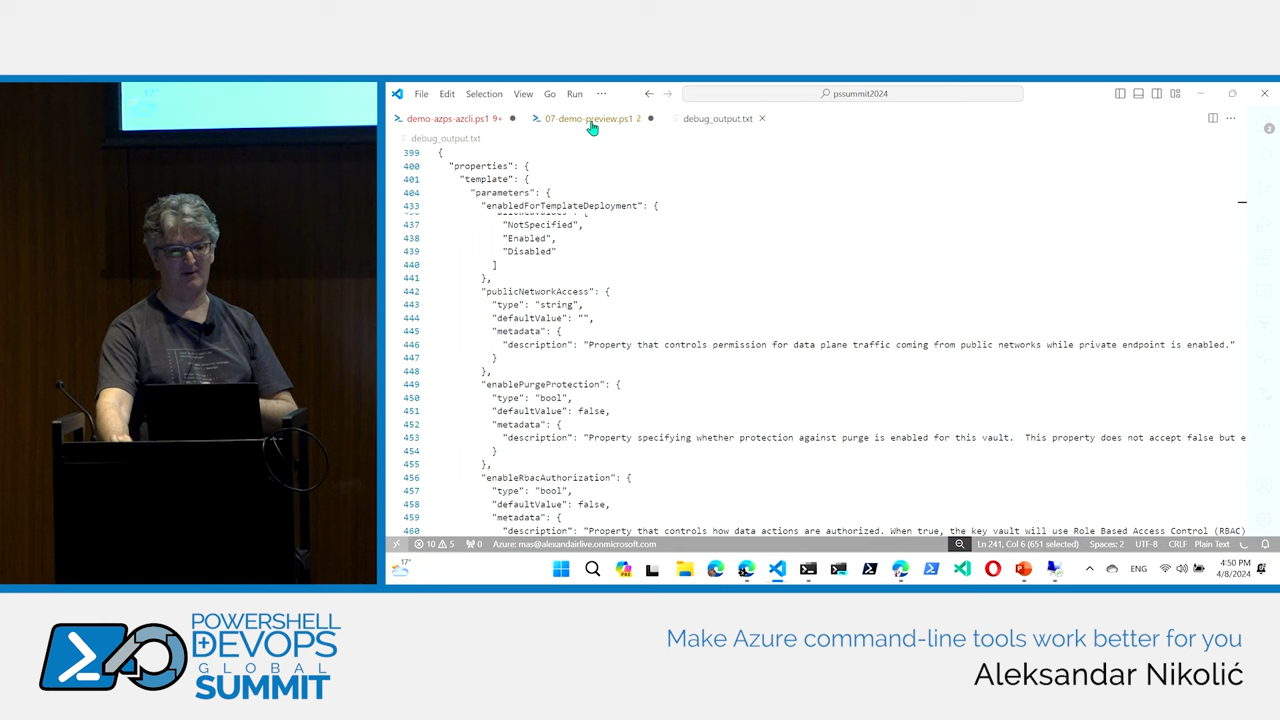 17°
File Edit Selection View Go Run ··· pssummit2024
demo-azps-azcli.ps1 9+ 07-demo-preview.ps1 2 debug_output.txt
debug_output.txt
399 {
400 "properties": {
401 "template": {
404 "parameters": {
433 "enabledForTemplateDeployment": {
437 "NotSpecified",
438 "Enabled",
439 "Disabled"
440 ]
441 },
442 "publicNetworkAccess": {
443 "type": "string",
444 "defaultValue": "",
445 "metadata": {
446 "description": "Property that controls permission for data plane traffic coming from public networks while private endpoint is enabled."
447 }
448 },
449 "enablePurgeProtection": {
450 "type": "bool",
451 "defaultValue": false,
452 "metadata": {
453 "description": "Property specifying whether protection against purge is enabled for this vault. This property does not accept false but e
454 }
455 },
456 "enableRbacAuthorization": {
457 "type": "bool",
458 "defaultValue": false,
459 "metadata": {
460 "description": "Property that controls how data actions are authorized. When true, the key vault will use Role Based Access Control (RBAC)
10 5 0 Azure: mas@alexandairlive.onmicrosoft.com Ln 241, Col 6 (651 selected) Spaces: 2 UTF-8 CRLF Plain Text
17° ENG 4:50 PM
4/8/2024
POWERSHELL
DEVOPS
GLOBAL
SUMMIT
Make Azure command-line tools work better for you
Aleksandar Nikolić